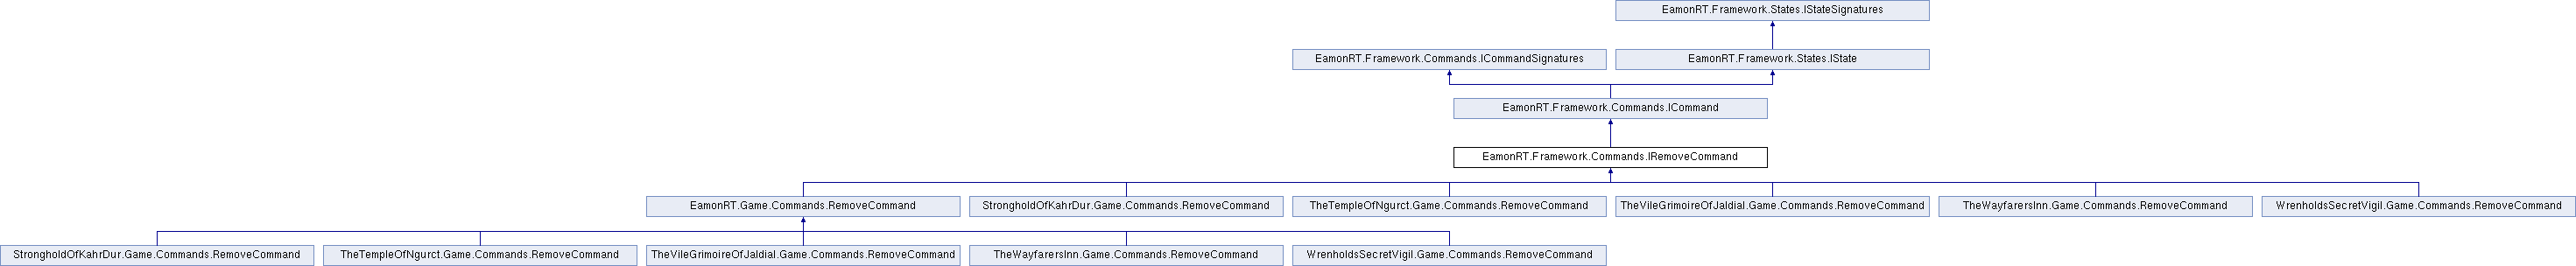 EamonRT.Framework.States.IStateSignatures
EamonRT.Framework.Commands.ICommandSignatures
EamonRT.Framework.States.IState
EamonRT.Framework.Commands.ICommand
EamonRT.Framework.Commands.IRemoveCommand
EamonRT.Game.Commands.RemoveCommand
StrongholdOfKahrDur.Game.Commands.RemoveCommand
TheTempleOfNgurct.Game.Commands.RemoveCommand
TheVileGrimoireOfJaldial.Game.Commands.RemoveCommand
TheWayfarersInn.Game.Commands.RemoveCommand
WrenholdsSecretVigil.Game.Commands.RemoveCommand
StrongholdOfKahrDur.Game.Commands.RemoveCommand
TheTempleOfNgurct.Game.Commands.RemoveCommand
TheVileGrimoireOfJaldial.Game.Commands.RemoveCommand
TheWayfarersInn.Game.Commands.RemoveCommand
WrenholdsSecretVigil.Game.Commands.RemoveCommand